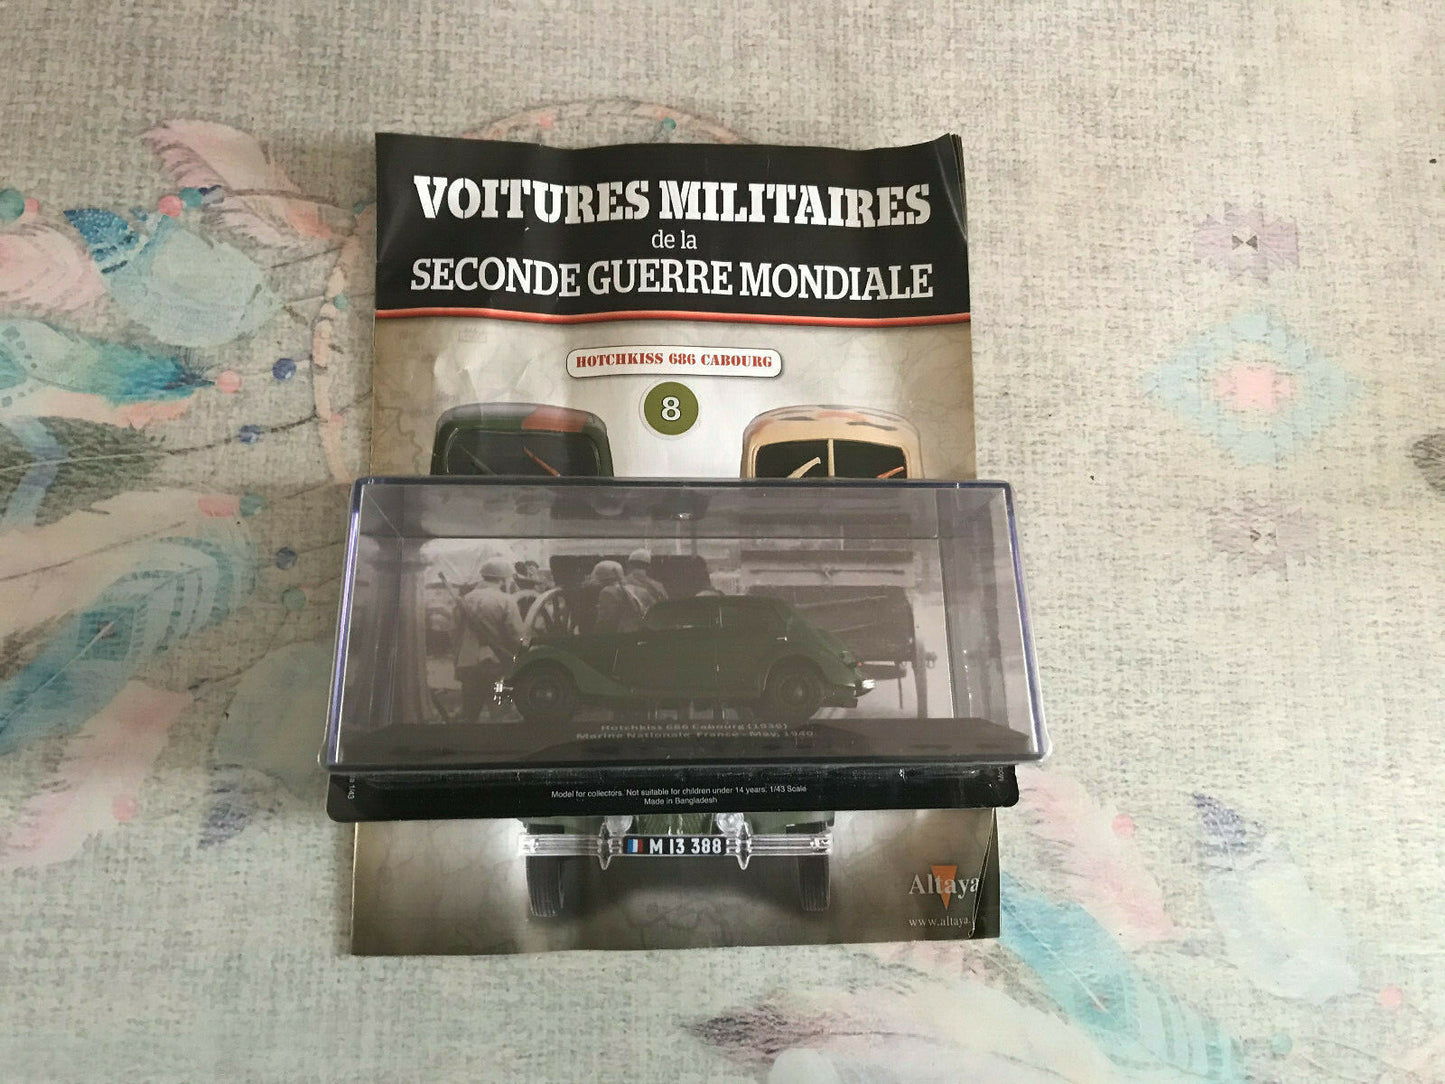 VOITURES MILITAIRES
de la
SECONDE GUERRE MONDIALE
HOTCHKISS 686 CABOURG
8
Hotchkiss 686 Cabourg (1936)
Marine Nationale, France - May, 1940
Model for collectors. Not suitable for children under 14 years. 1/43 Scale
Made in Bangladesh
M 13 388
Altaya
www.altaya.